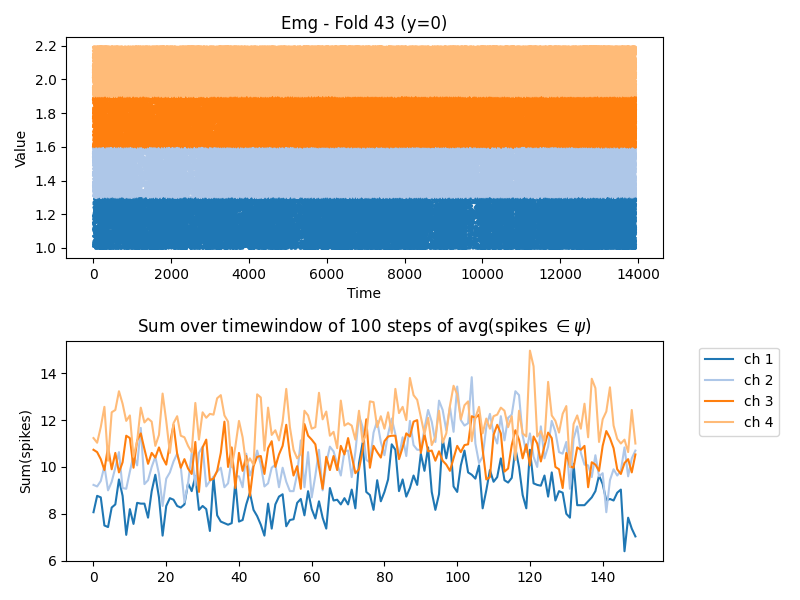 Emg - Fold 43 (y=0)
2.2
2.0
1.8
1.6
1.4
1.2
1.0
Value
0 2000 4000 6000 8000 10000 12000 14000
Time
Sum over timewindow of 100 steps of avg(spikes ∈ψ)
14
12
10
8
6
Sum(spikes)
0 20 40 60 80 100 120 140
ch 1
ch 2
ch 3
ch 4